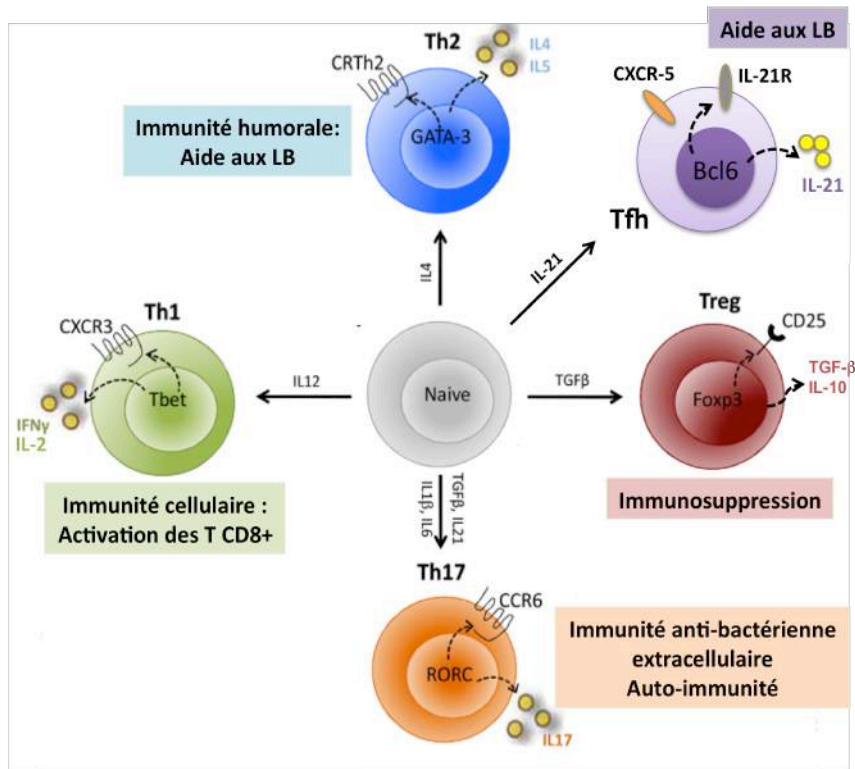 Aide aux LB
Th2
IL4
IL5
CRTh2
GATA-3
Immunité humorale:
Aide aux LB
CXCR-5
IL-21R
Bcl6
IL-21
Tfh
IL4
IL-21
Th1
CXCR3
Tbet
IFNγ
IL-2
IL12
Naive
TGFβ
Treg
CD25
Foxp3
TGF-β
IL-10
Immunité cellulaire :
Activation des T CD8+
IL1β, IL6
TGFβ, IL21
Immunosuppression
Th17
CCR6
RORC
IL17
Immunité anti-bactérienne
extracellulaire
Auto-immunité